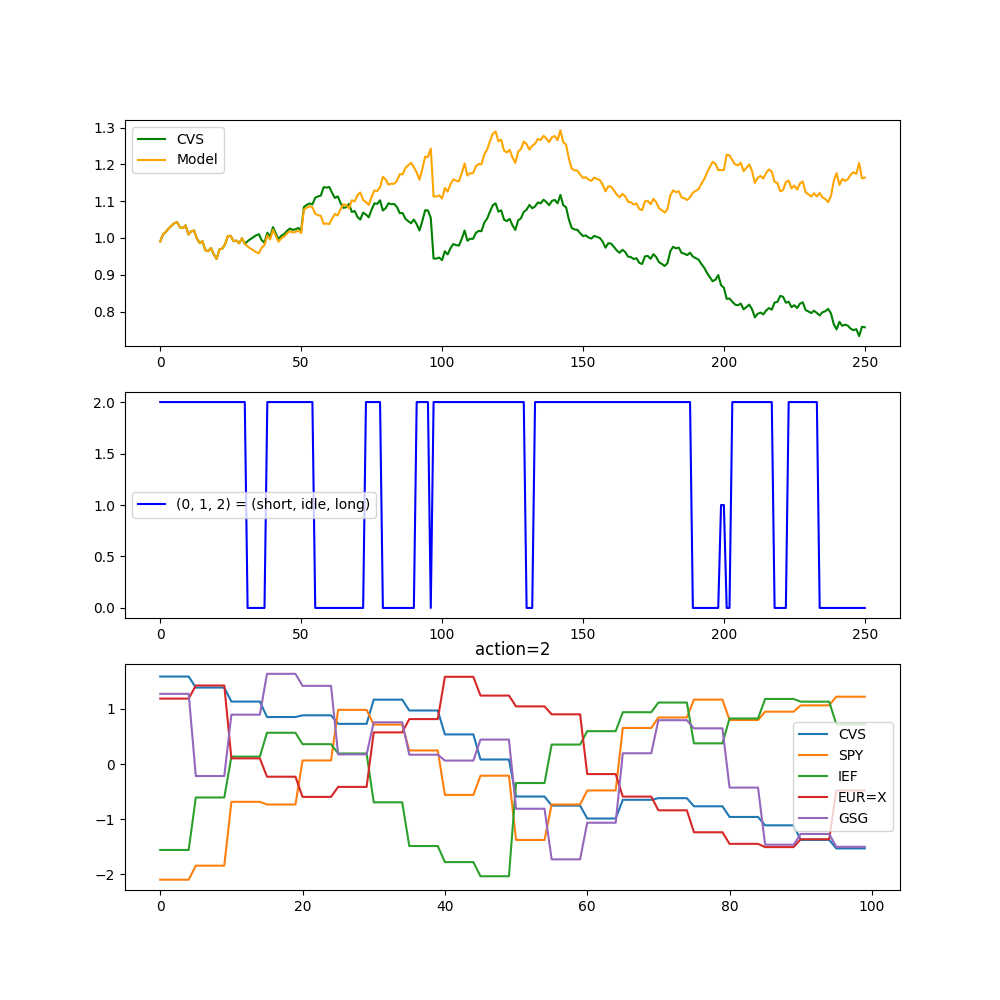 1.3
1.2
1.1
1.0
0.9
0.8
CVS
Model
0 50 100 150 200 250
2.0
1.5
1.0
0.5
0.0
(0, 1, 2) = (short, idle, long)
0 50 100 150 200 250
action=2
1
0
−1
−2
CVS
SPY
IEF
EUR=X
GSG
0 20 40 60 80 100